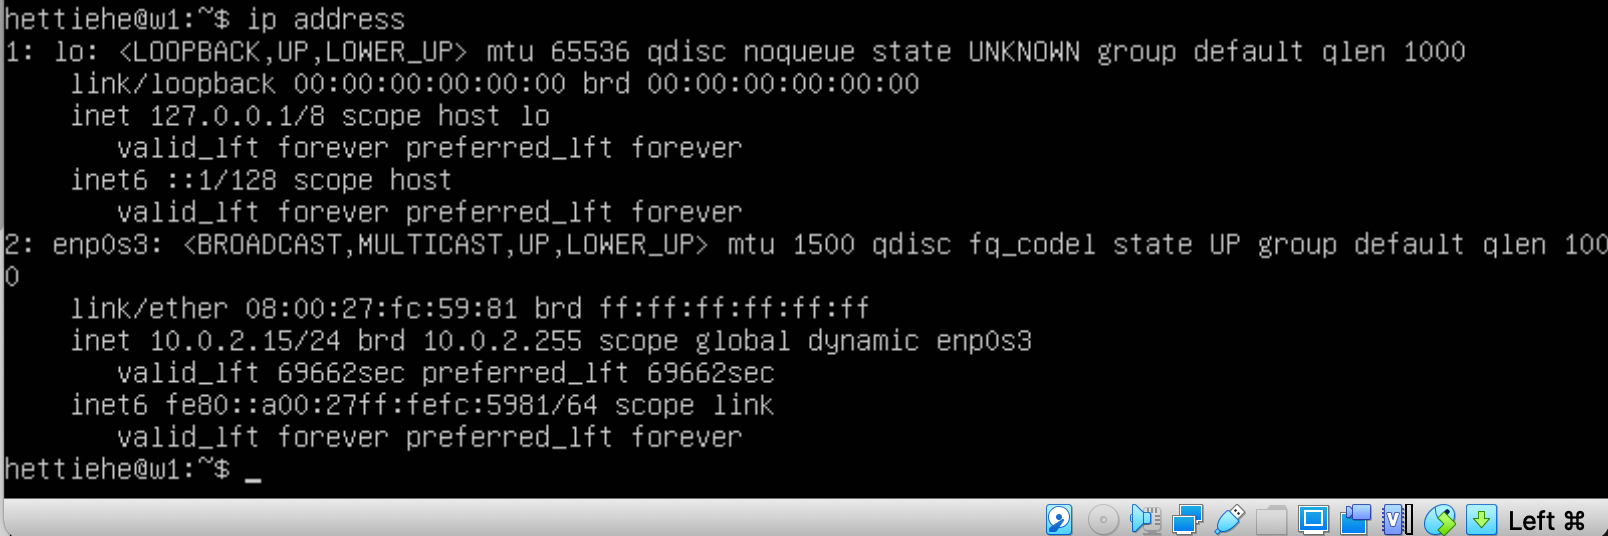 hettiehe@w1:~$ ip address
1: lo: <LOOPBACK,UP,LOWER_UP> mtu 65536 qdisc noqueue state UNKNOWN group default qlen 1000
    link/loopback 00:00:00:00:00:00 brd 00:00:00:00:00:00
    inet 127.0.0.1/8 scope host lo
       valid_lft forever preferred_lft forever
    inet6 ::1/128 scope host
       valid_lft forever preferred_lft forever
2: enp0s3: <BROADCAST,MULTICAST,UP,LOWER_UP> mtu 1500 qdisc fq_codel state UP group default qlen 100
0
    link/ether 08:00:27:fc:59:81 brd ff:ff:ff:ff:ff:ff
    inet 10.0.2.15/24 brd 10.0.2.255 scope global dynamic enp0s3
       valid_lft 69662sec preferred_lft 69662sec
    inet6 fe80::a00:27ff:fefc:5981/64 scope link
       valid_lft forever preferred_lft forever
hettiehe@w1:~$ _
Left ⌘